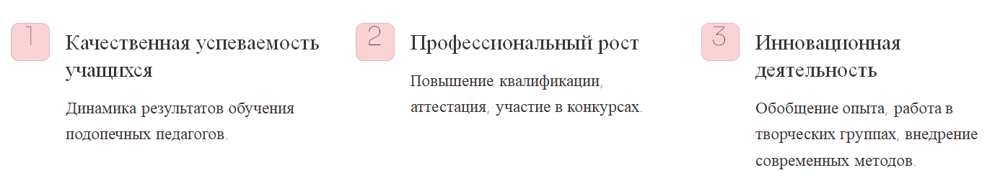 1
Качественная успеваемость
учащихся
Динамика результатов обучения
подопечных педагогов.
2
Профессиональный рост
Повышение квалификации,
аттестация, участие в конкурсах.
3
Инновационная
деятельность
Обобщение опыта, работа в
творческих группах, внедрение
современных методов.